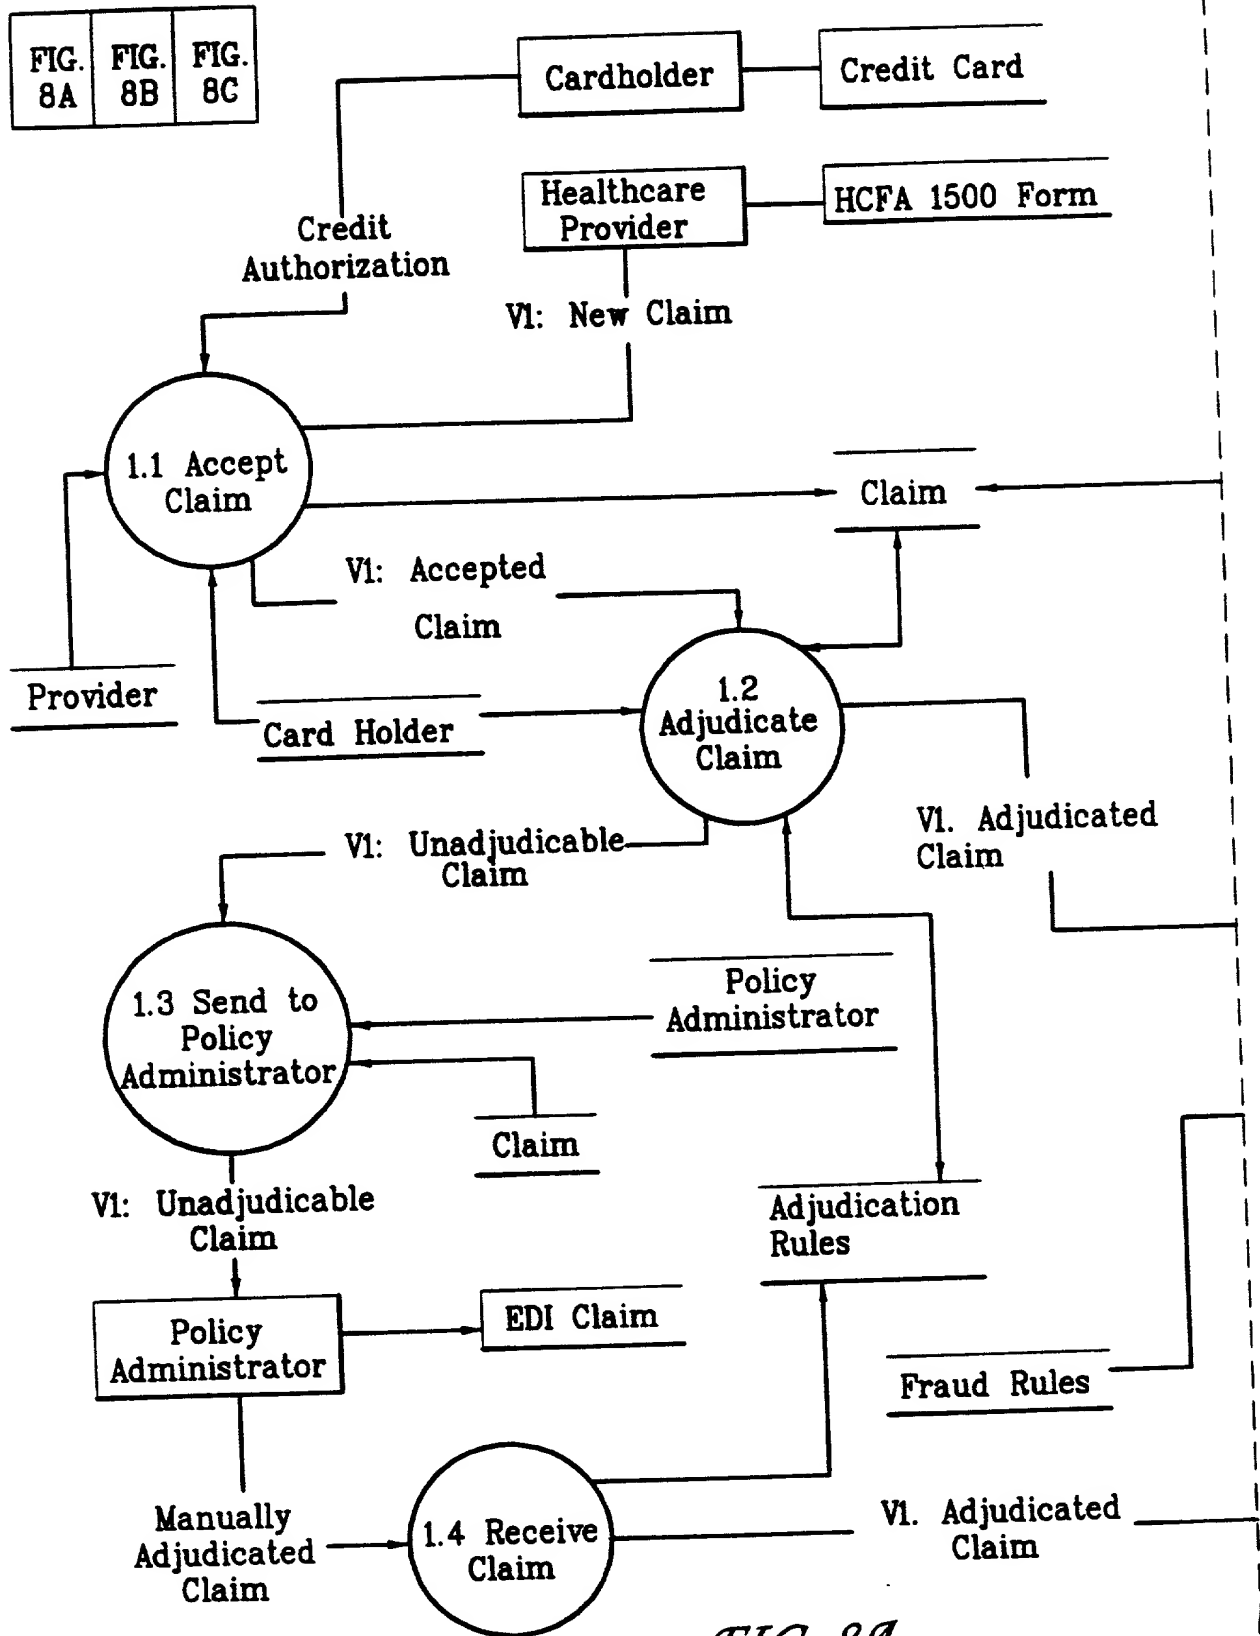 FIG. 8A
FIG. 8B
FIG. 8C
Cardholder
Credit Card
Healthcare
Provider
HCFA 1500 Form
Credit
Authorization
V1: New Claim
1.1 Accept
Claim
Claim
V1: Accepted
Claim
Provider
Card Holder
1.2
Adjudicate
Claim
V1: Unadjudicable
Claim
V1. Adjudicated
Claim
1.3 Send to
Policy
Administrator
Policy
Administrator
Claim
V1: Unadjudicable
Claim
Adjudication
Rules
Policy
Administrator
EDI Claim
Fraud Rules
Manually
Adjudicated
Claim
1.4 Receive
Claim
V1. Adjudicated
Claim
FIG. 8A